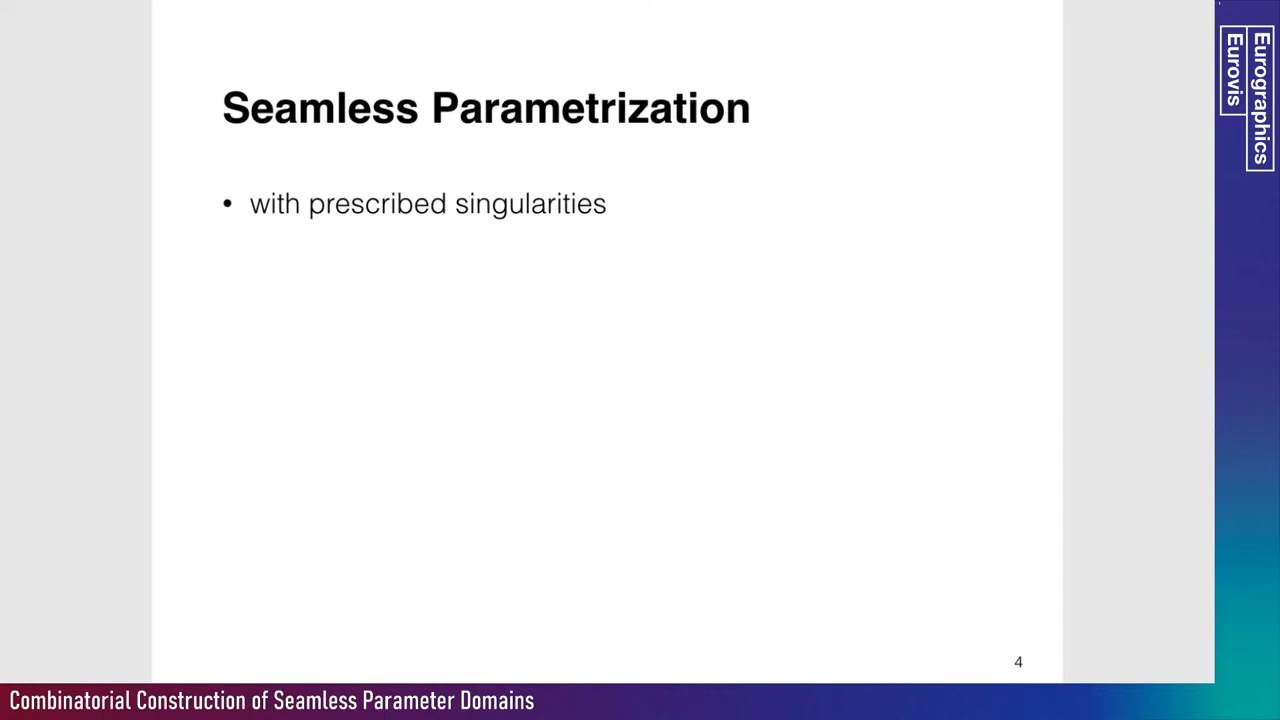 Seamless Parametrization
• with prescribed singularities
4
Eurographics
Eurovis
Combinatorial Construction of Seamless Parameter Domains